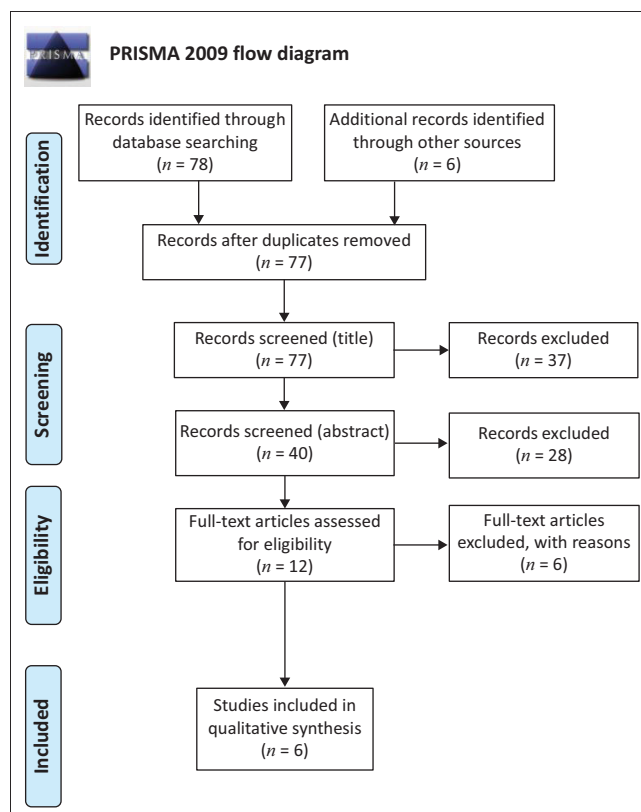 PRISMA
PRISMA 2009 flow diagram
Identification
Records identified through
database searching
(n = 78)
Additional records identified
through other sources
(n = 6)
Records after duplicates removed
(n = 77)
Screening
Records screened (title)
(n = 77)
Records excluded
(n = 37)
Records screened (abstract)
(n = 40)
Records excluded
(n = 28)
Eligibility
Full-text articles assessed
for eligibility
(n = 12)
Full-text articles
excluded, with reasons
(n = 6)
Included
Studies included in
qualitative synthesis
(n = 6)